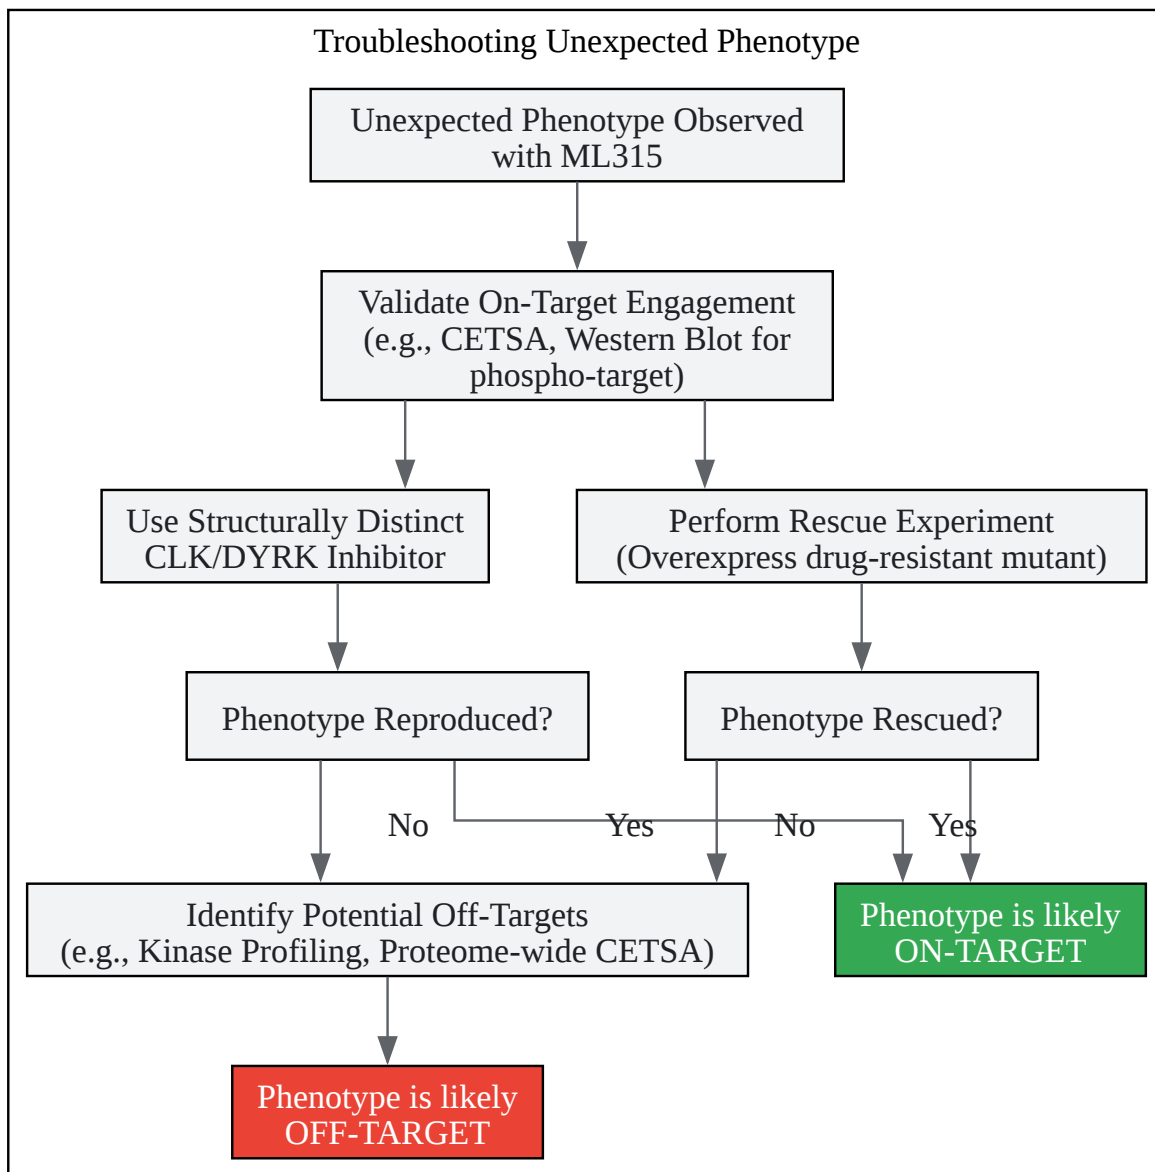 Troubleshooting Unexpected Phenotype
Unexpected Phenotype Observed
with ML315
Validate On-Target Engagement
(e.g., CETSA, Western Blot for
phospho-target)
Use Structurally Distinct
CLK/DYRK Inhibitor
Perform Rescue Experiment
(Overexpress drug-resistant mutant)
Phenotype Reproduced?
Phenotype Rescued?
No
Yes
No
Yes
Identify Potential Off-Targets
(e.g., Kinase Profiling, Proteome-wide CETSA)
Phenotype is likely
ON-TARGET
Phenotype is likely
OFF-TARGET